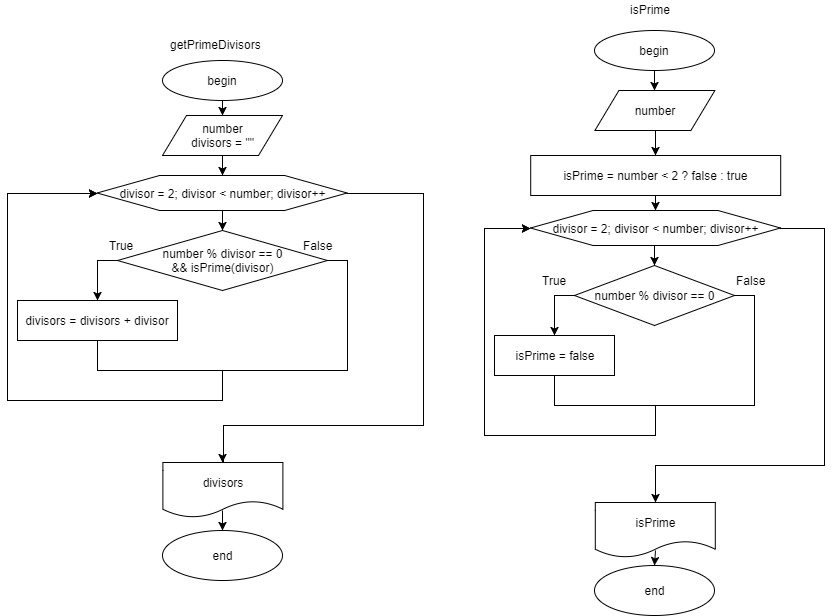 getPrimeDivisors
begin
number
divisors = ""
divisor = 2; divisor < number; divisor++
True
False
number % divisor == 0
&& isPrime(divisor)
divisors = divisors + divisor
divisors
end
isPrime
begin
number
isPrime = number < 2 ? false : true
divisor = 2; divisor < number; divisor++
True
False
number % divisor == 0
isPrime = false
isPrime
end